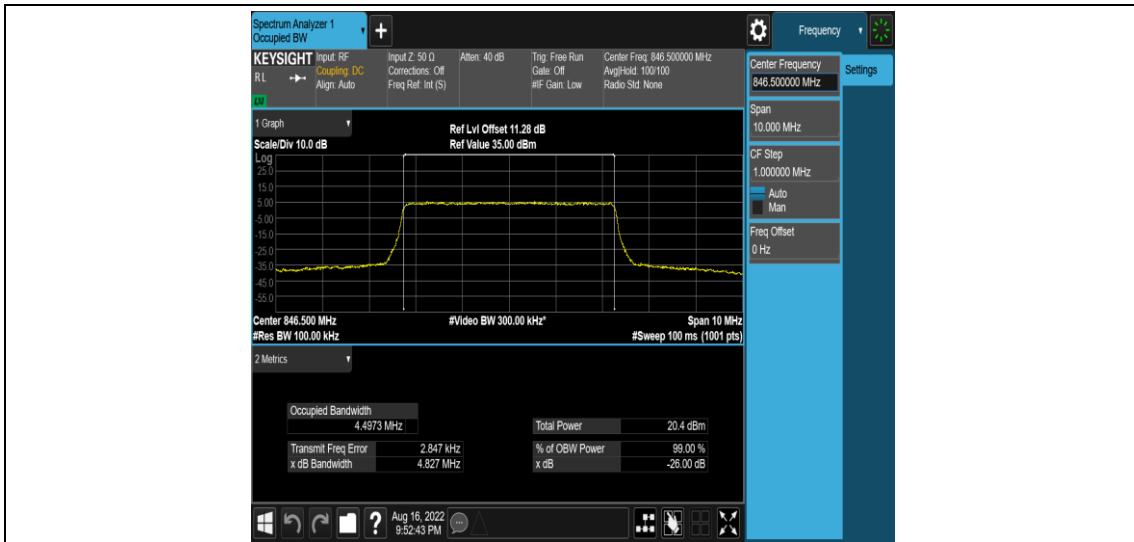 Spectrum Analyzer 1
Occupied BW
Frequency
KEYSIGHT
RL
LXI
Input: RF
Coupling: DC
Align: Auto
Input Z: 50 Ω
Corrections: Off
Freq Ref: Int (S)
Atten: 40 dB
Trig: Free Run
Gate: Off
#IF Gain: Low
Center Freq: 846.500000 MHz
Avg|Hold: 100/100
Radio Std: None
Center Frequency
846.500000 MHz
Settings
Span
10.000 MHz
CF Step
1.000000 MHz
Auto
Man
Freq Offset
0 Hz
1 Graph
Scale/Div 10.0 dB
Ref Lvl Offset 11.28 dB
Ref Value 35.00 dBm
Log
25.0
15.0
5.00
-5.00
-15.0
-25.0
-35.0
-45.0
-55.0
Center 846.500 MHz
#Res BW 100.00 kHz
#Video BW 300.00 kHz*
Span 10 MHz
#Sweep 100 ms (1001 pts)
2 Metrics
Occupied Bandwidth
4.4973 MHz
Transmit Freq Error 2.847 kHz
x dB Bandwidth 4.827 MHz
Total Power 20.4 dBm
% of OBW Power 99.00 %
x dB -26.00 dB
Aug 16, 2022
9:52:43 PM